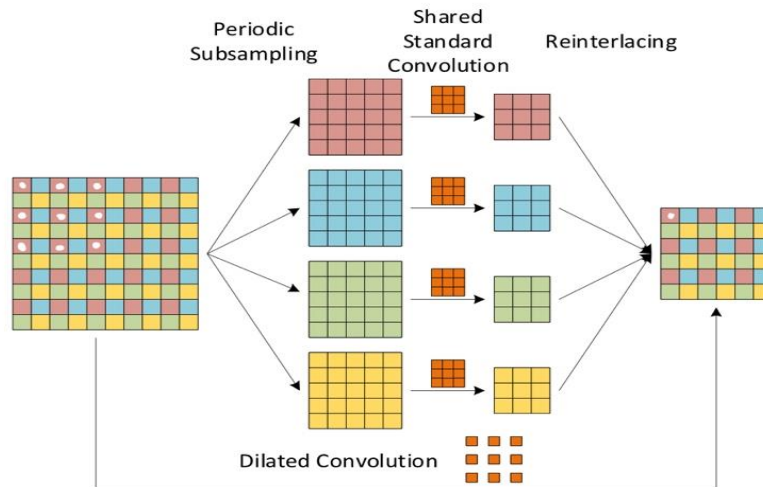 Periodic
Subsampling
Shared
Standard
Convolution
Reinterlacing
Dilated Convolution